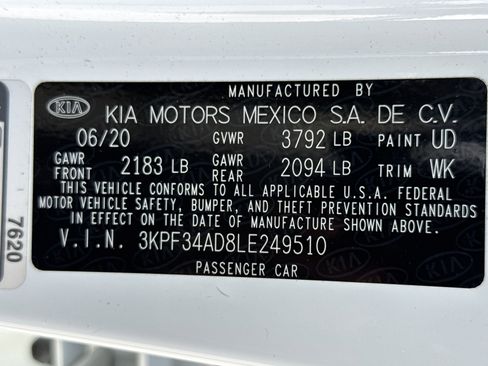 MANUFACTURED BY
KIA KIA MOTORS MEXICO S.A. DE C.V.
06/20 GVWR 3792 LB PAINT UD
GAWR FRONT 2183 LB GAWR REAR 2094 LB TRIM WK
THIS VEHICLE CONFORMS TO ALL APPLICABLE U.S.A. FEDERAL
MOTOR VEHICLE SAFETY, BUMPER, AND THEFT PREVENTION STANDARDS
IN EFFECT ON THE DATE OF MANUFACTURE SHOWN ABOVE.
V.I.N. 3KPF34AD8LE249510
PASSENGER CAR
7620